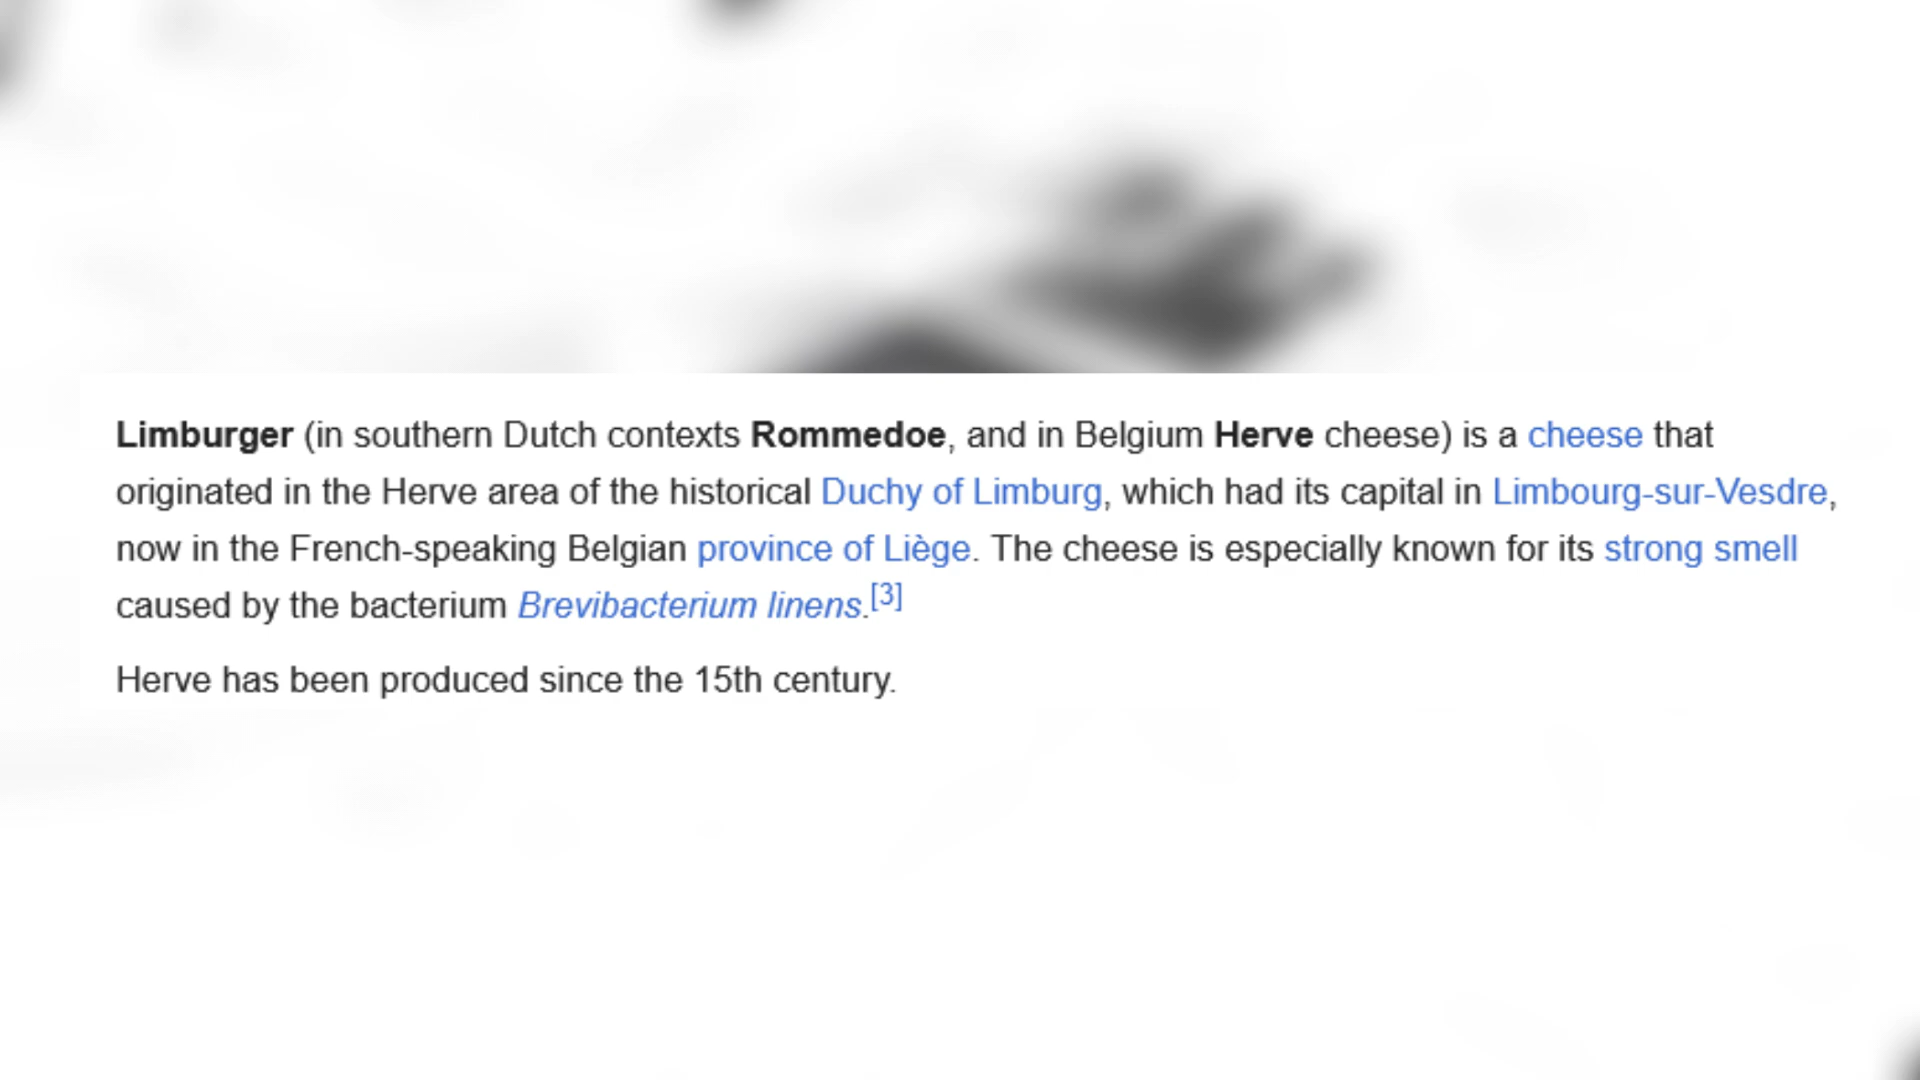 Limburger (in southern Dutch contexts Rommedoe, and in Belgium Herve cheese) is a cheese that
originated in the Herve area of the historical Duchy of Limburg, which had its capital in Limbourg-sur-Vesdre,
now in the French-speaking Belgian province of Liège. The cheese is especially known for its strong smell
caused by the bacterium Brevibacterium linens.[3]
Herve has been produced since the 15th century.